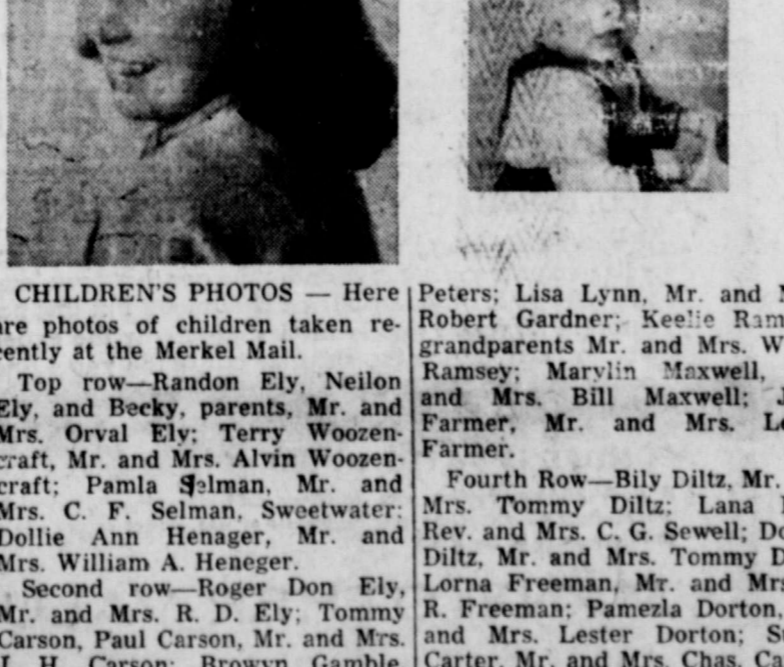 CHILDREN'S PHOTOS — Here
are photos of children taken re-
cently at the Merkel Mail.
Top row—Randon Ely, Neilon
Ely, and Becky, parents, Mr. and
Mrs. Orval Ely; Terry Woozen-
craft, Mr. and Mrs. Alvin Woozen-
craft; Pamla Selman, Mr. and
Mrs. C. F. Selman, Sweetwater;
Dollie Ann Henager, Mr. and
Mrs. William A. Heneger.
Second row—Roger Don Ely,
Mr. and Mrs. R. D. Ely; Tommy
Carson, Paul Carson, Mr. and Mrs.
J. H. Carson; Browyn Gamble,
Peters; Lisa Lynn, Mr. and
Robert Gardner; Keelie
grandparents Mr. and Mrs. W
Ramsey; Marylin Maxwell,
and Mrs. Bill Maxwell;
Farmer, Mr. and Mrs.
Farmer.
Fourth Row—Bily Diltz, Mr.
Mrs. Tommy Diltz; Lana
Rev. and Mrs. C. G. Sewell;
Diltz, Mr. and Mrs. Tommy D
Lorna Freeman, Mr. and Mrs
R. Freeman; Pamezla Dorton,
and Mrs. Lester Dorton;
Carter, Mr. and Mrs. Chas.